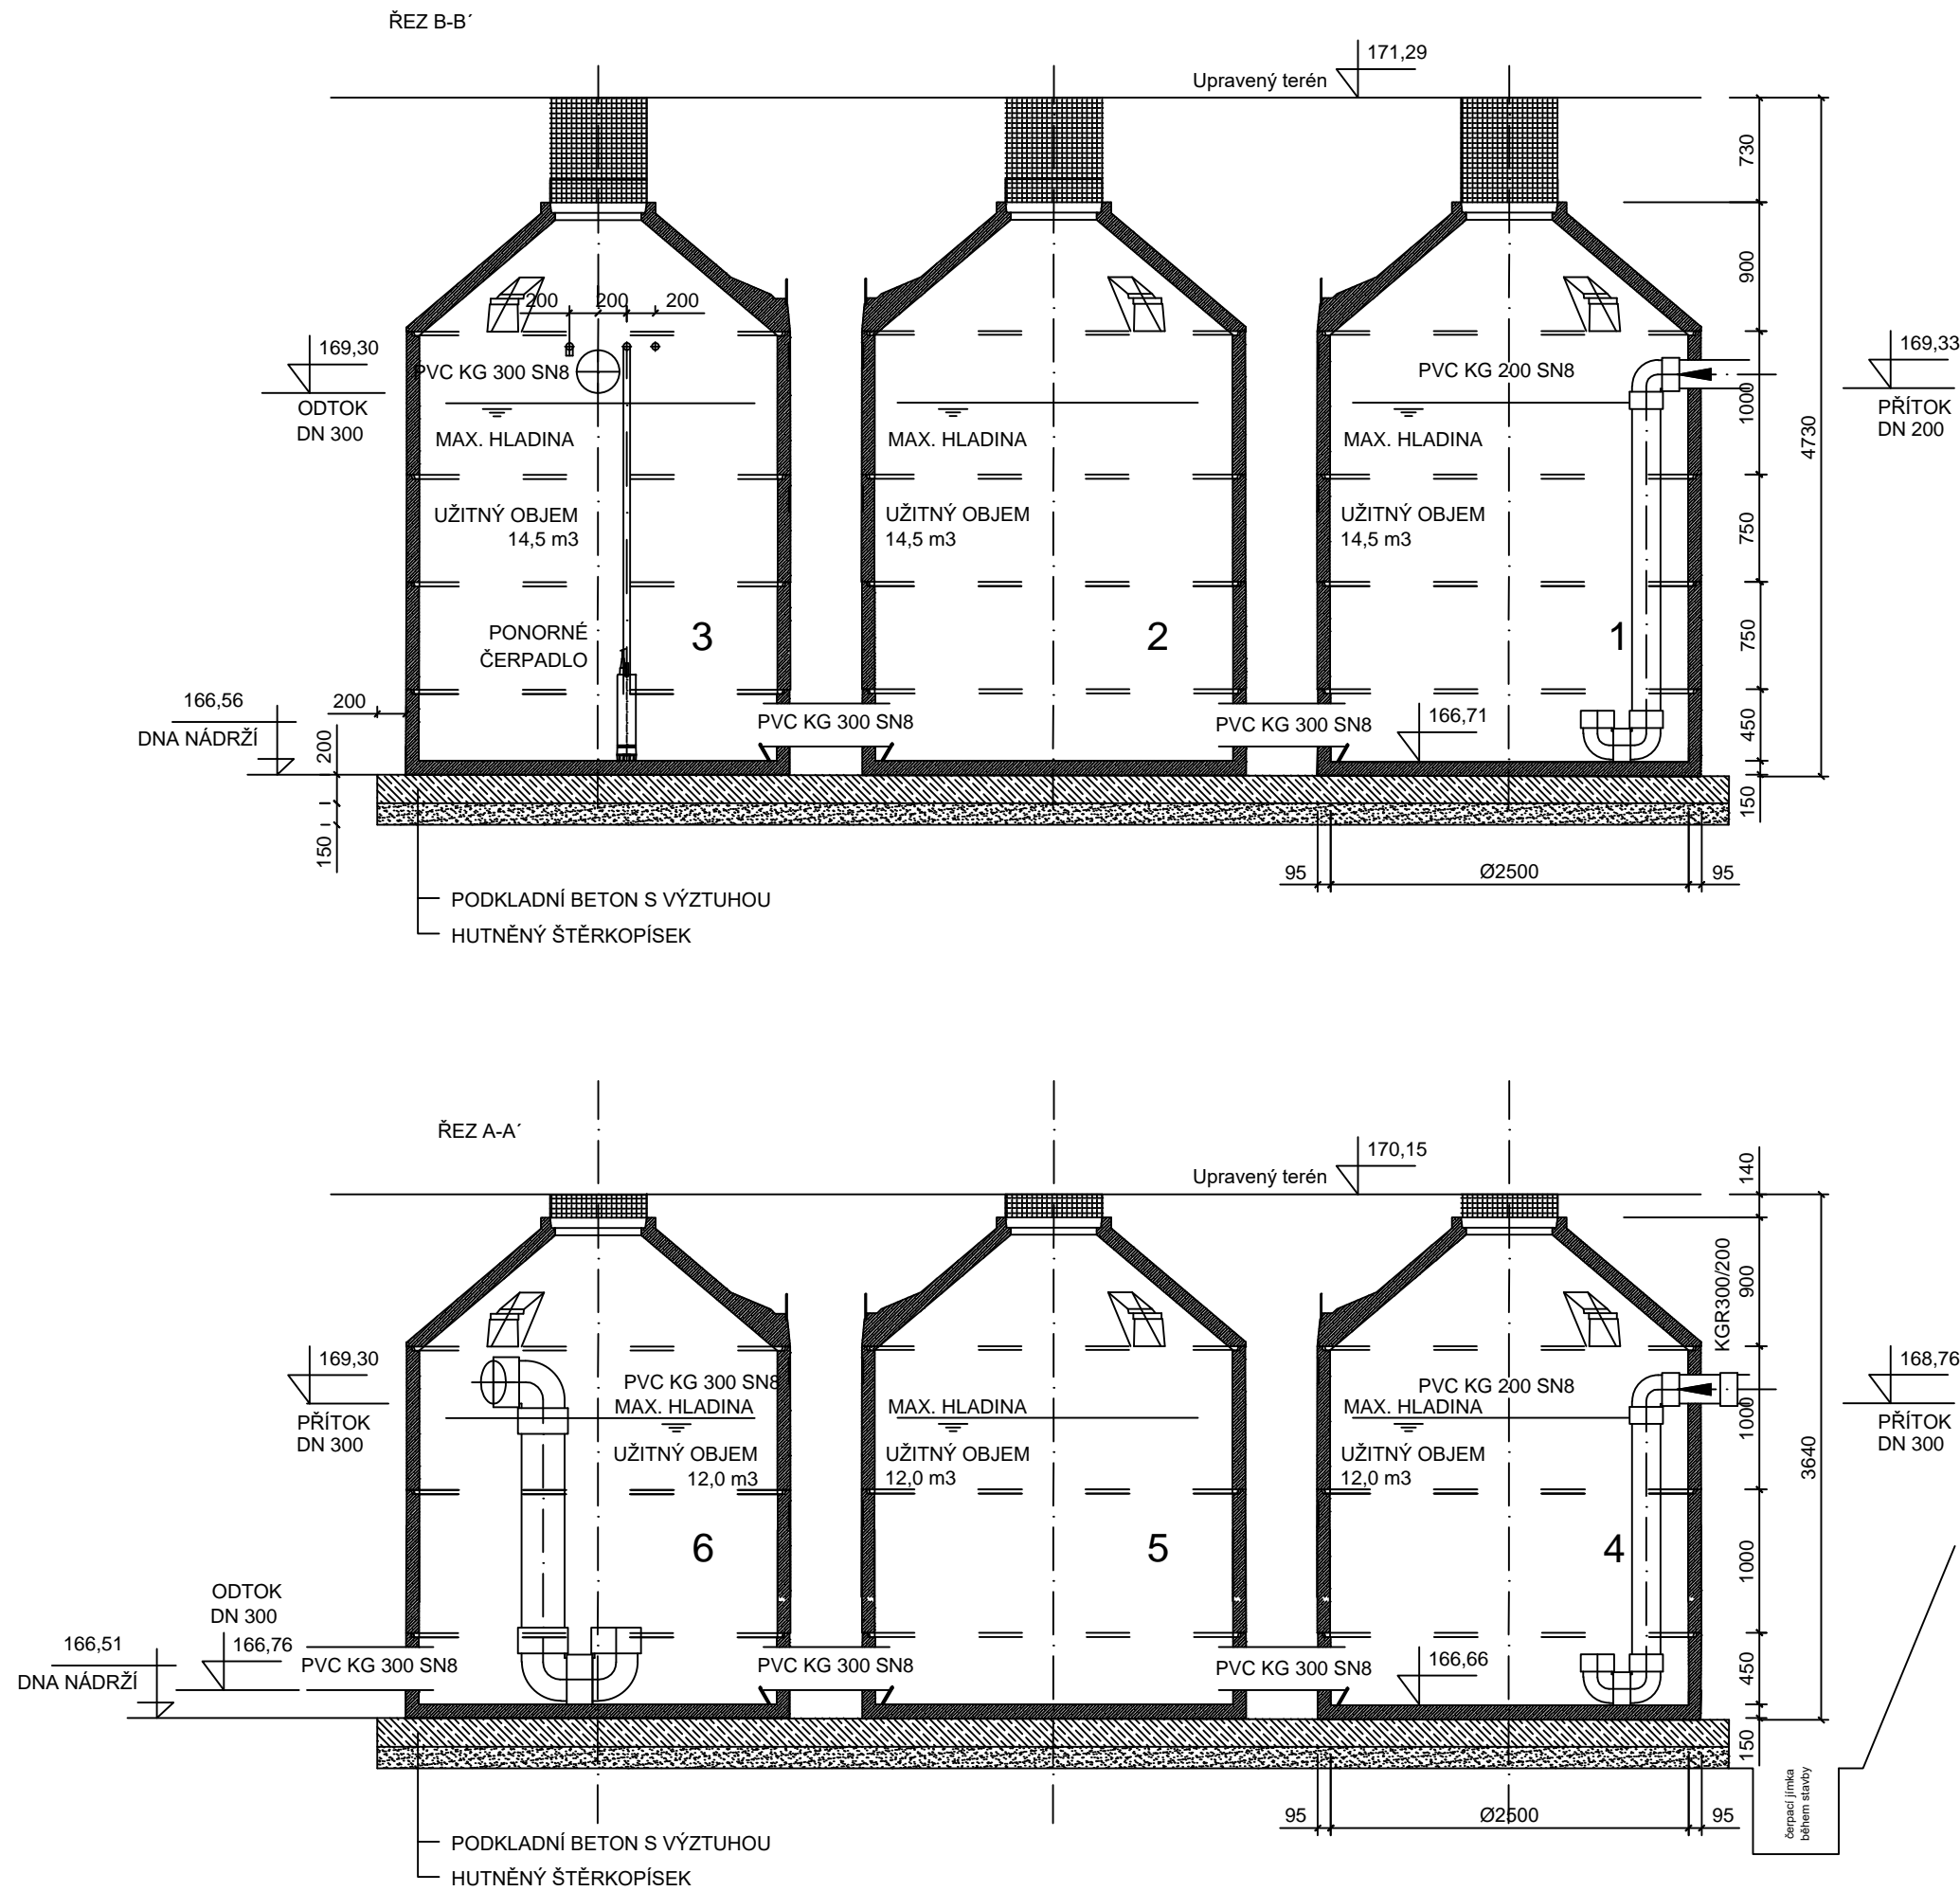 ŘEZ B-B´
171,29
Upravený terén
730
900
200 200 200
169,30
ODTOK
DN 300
PVC KG 300 SN8
PVC KG 200 SN8
169,33
PŘÍTOK
DN 200
1000
4730
MAX. HLADINA
MAX. HLADINA
MAX. HLADINA
UŽITNÝ OBJEM
14,5 m3
UŽITNÝ OBJEM
14,5 m3
UŽITNÝ OBJEM
14,5 m3
750
PONORNÉ
ČERPADLO
3
2
1
750
166,56
DNA NÁDRŽÍ
200
200
PVC KG 300 SN8
PVC KG 300 SN8
166,71
450
150
150
95
Ø2500
95
PODKLADNÍ BETON S VÝZTUHOU
HUTNĚNÝ ŠTĚRKOPÍSEK
ŘEZ A-A´
170,15
Upravený terén
140
900
KGR300/200
169,30
PŘÍTOK
DN 300
PVC KG 300 SN8
PVC KG 200 SN8
168,76
PŘÍTOK
DN 300
1000
3640
MAX. HLADINA
MAX. HLADINA
MAX. HLADINA
UŽITNÝ OBJEM
12,0 m3
UŽITNÝ OBJEM
12,0 m3
UŽITNÝ OBJEM
12,0 m3
6
5
4
1000
ODTOK
DN 300
166,51
DNA NÁDRŽÍ
166,76
PVC KG 300 SN8
PVC KG 300 SN8
PVC KG 300 SN8
166,66
450
150
95
Ø2500
95
čerpací jímka
během stavby
PODKLADNÍ BETON S VÝZTUHOU
HUTNĚNÝ ŠTĚRKOPÍSEK